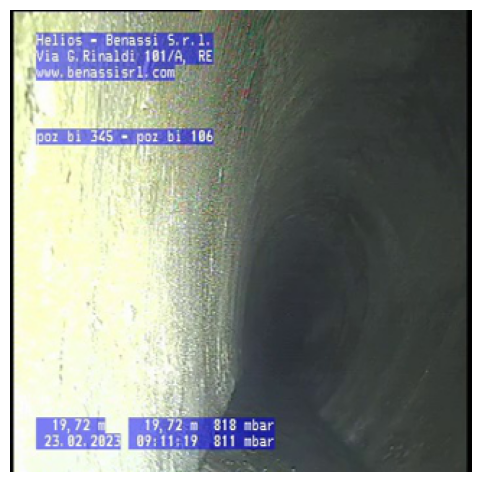 Helios - Benassi S.r.l.
Via G.Rinaldi 101/A, RE
www.benassisrl.com
poz bi 345 - poz bi 106
19,72 m 19,72 m 818 mbar
23.02.2023 09:11:19 811 mbar